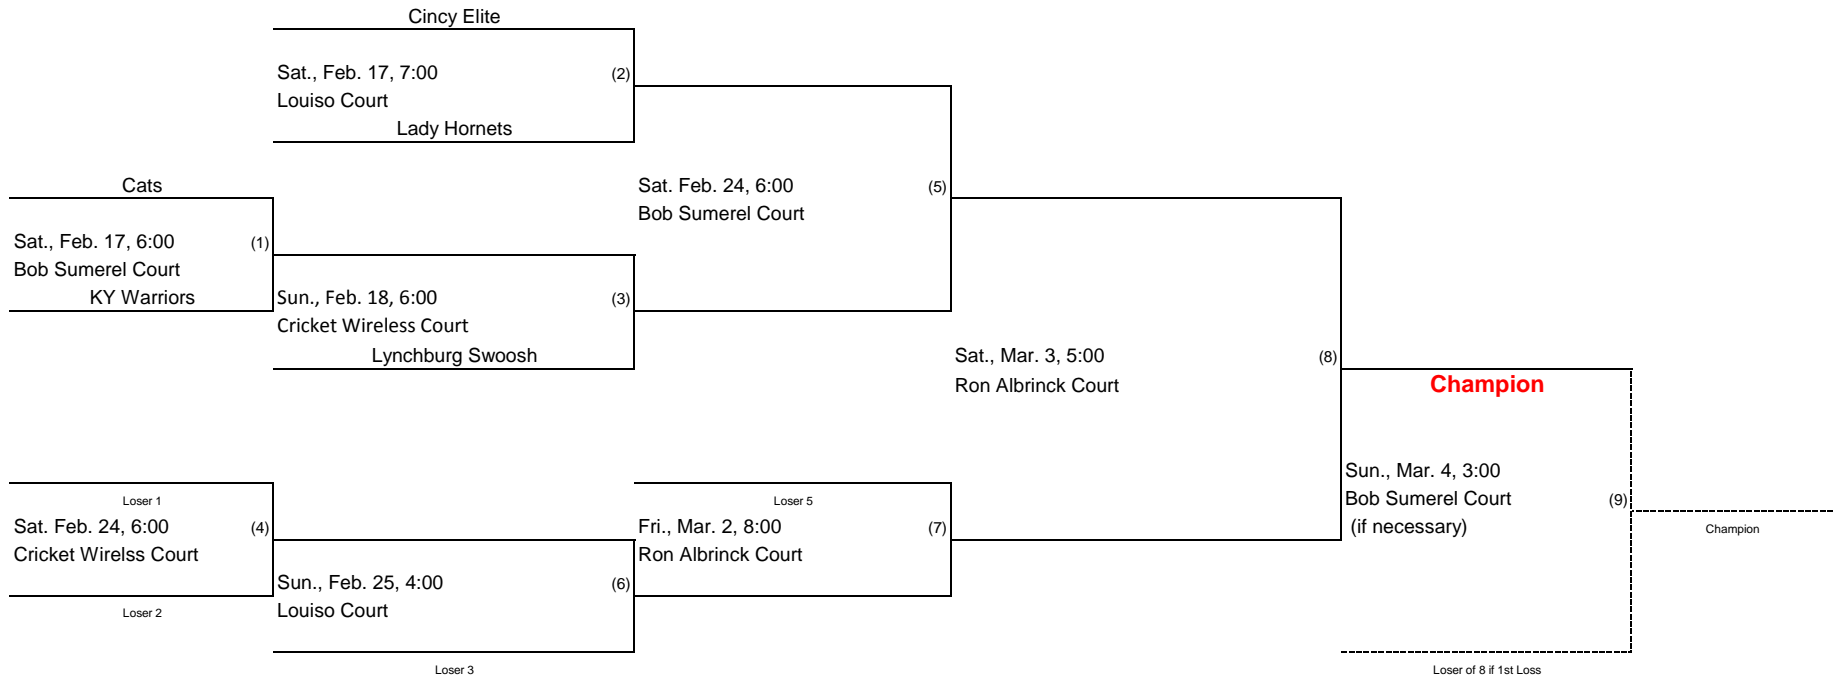 Cincy Elite
Sat., Feb. 17, 7:00 (2)
Louiso Court
Lady Hornets
Cats
Sat. Feb. 24, 6:00 (5)
Bob Sumerel Court
Sat., Feb. 17, 6:00 (1)
Bob Sumerel Court
KY Warriors
Sun., Feb. 18, 6:00 (3)
Cricket Wireless Court
Lynchburg Swoosh
Sat., Mar. 3, 5:00 (8)
Ron Albrinck Court
Champion
Sun., Mar. 4, 3:00
Bob Sumerel Court (9)
(if necessary)
Champion
Loser 1
Sat. Feb. 24, 6:00 (4)
Cricket Wirelss Court
Loser 2
Loser 5
Fri., Mar. 2, 8:00 (7)
Ron Albrinck Court
Sun., Feb. 25, 4:00 (6)
Louiso Court
Loser 3
Loser of 8 if 1st Loss